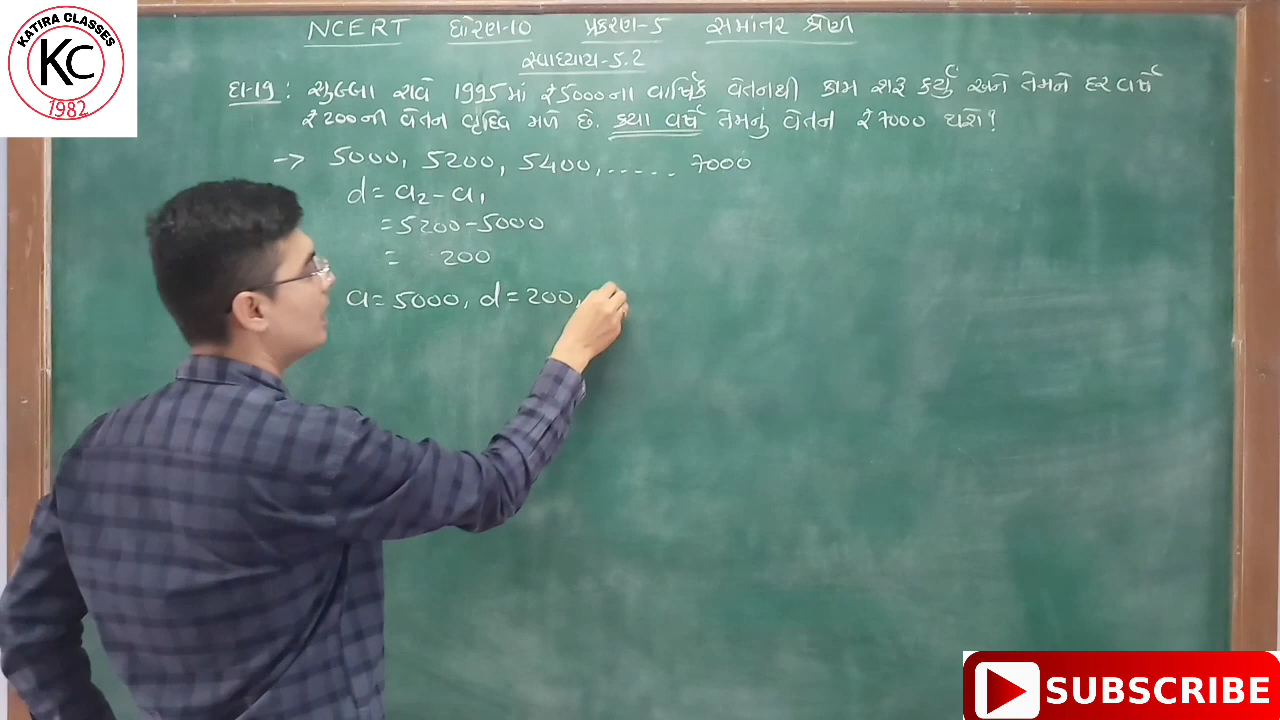 KATIRA CLASSES
KC
1982
NCERT ધોરણ-10 પ્રકરણ-5 સમાંતર શ્રેણી
સ્વાધ્યાય-5.2
દા-19 : સુબ્બા રાવે 1995માં ₹5000ના વાર્ષિક વેતનથી કામ શરૂ કર્યું અને તેમને દર વર્ષે
₹200ની વેતન વૃદ્ધિ મળે છે. કયા વર્ષે તેમનું વેતન ₹7000 થશે?
→ 5000, 5200, 5400, ..... 7000
d = a₂ - a₁
= 5200 - 5000
= 200
a = 5000, d = 200,
SUBSCRIBE